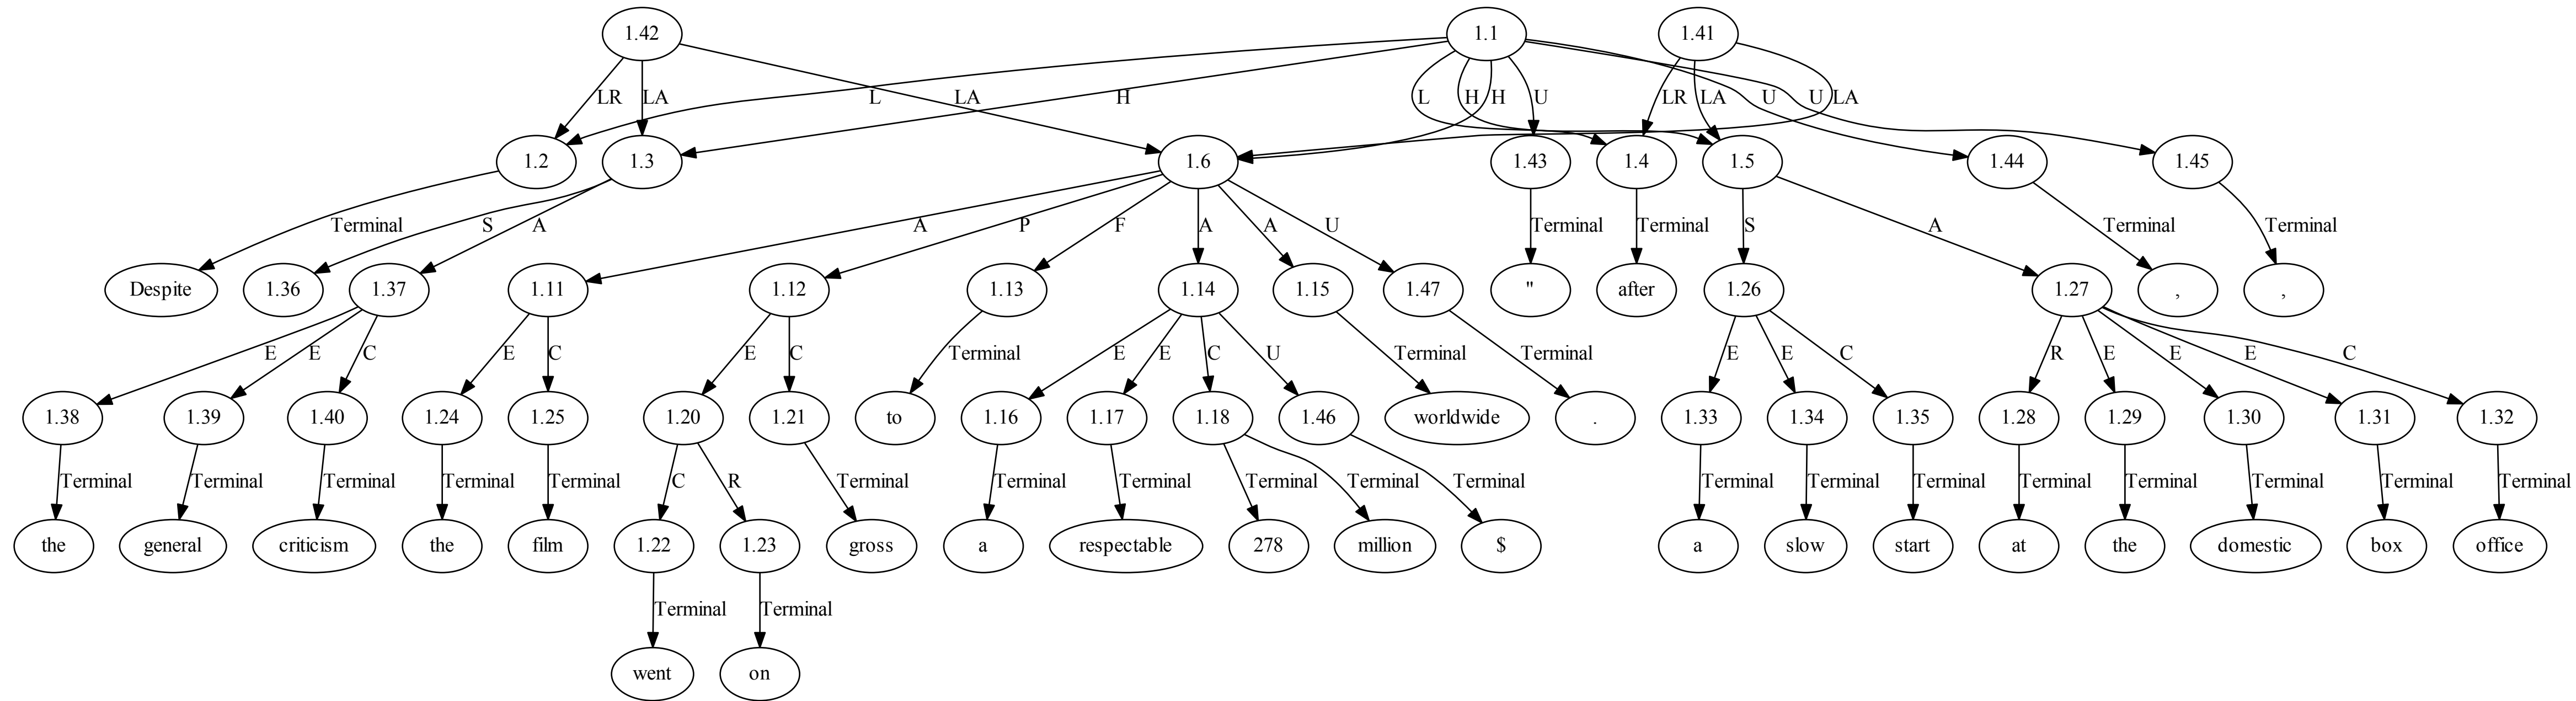 1.42 1.1 1.41
LR LA LA L H L H H U LR LA U U LA
1.2 1.3 1.6 1.43 1.4 1.5 1.44 1.45
Terminal S A A P F A A U Terminal Terminal S A Terminal Terminal
Despite 1.36 1.37 1.11 1.12 1.13 1.14 1.15 1.47 " after 1.26 1.27 , ,
E E C E C E C Terminal E E C U Terminal Terminal E E C R E E E C
1.38 1.39 1.40 1.24 1.25 1.20 1.21 to 1.16 1.17 1.18 1.46 worldwide . 1.33 1.34 1.35 1.28 1.29 1.30 1.31 1.32
Terminal Terminal Terminal Terminal Terminal C R Terminal Terminal Terminal Terminal Terminal Terminal Terminal Terminal Terminal Terminal Terminal Terminal Terminal Terminal
the general criticism the film 1.22 1.23 gross a respectable 278 million $ a slow start at the domestic box office
Terminal Terminal
went on